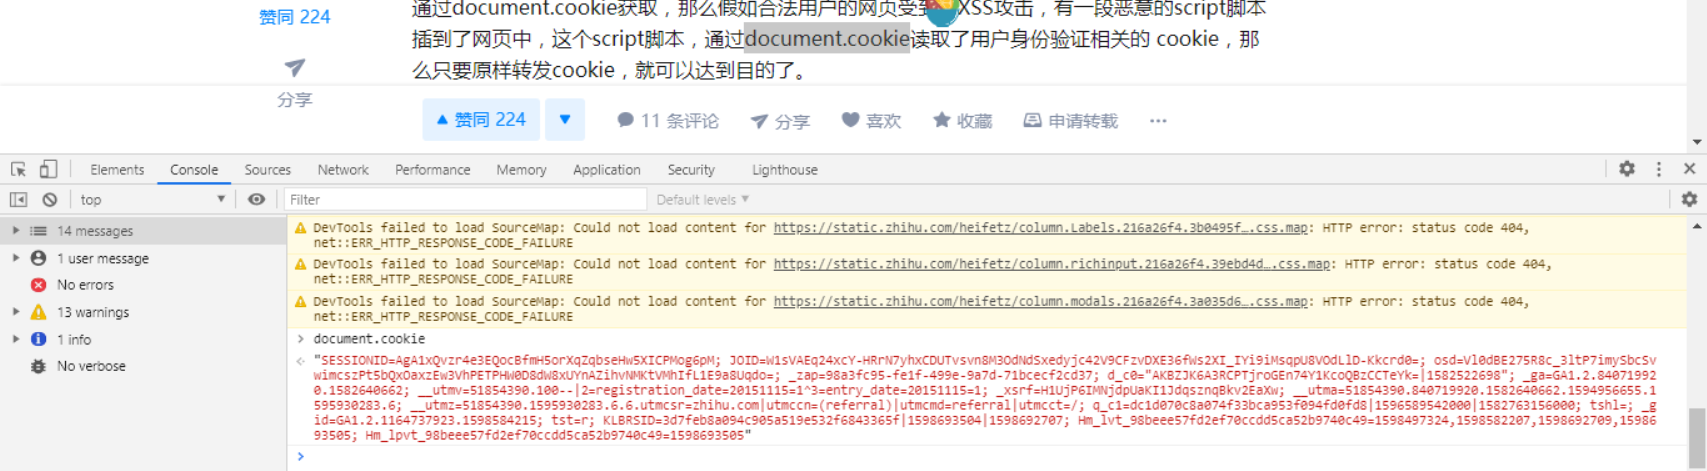 赞同 224
通过document.cookie获取，那么假如合法用户的网页受到 XSS攻击，有一段恶意的script脚本
插到了网页中，这个script脚本，通过document.cookie读取了用户身份验证相关的 cookie，那
么只要原样转发cookie，就可以达到目的了。
分享
赞同 224 11 条评论 分享 喜欢 收藏 申请转载 ···
Elements Console Sources Network Performance Memory Application Security Lighthouse
top Filter Default levels
14 messages
1 user message
No errors
13 warnings
1 info
No verbose
DevTools failed to load SourceMap: Could not load content for https://static.zhihu.com/heifetz/column.Labels.216a26f4.3b0495f….css.map: HTTP error: status code 404,
net::ERR_HTTP_RESPONSE_CODE_FAILURE
DevTools failed to load SourceMap: Could not load content for https://static.zhihu.com/heifetz/column.richinput.216a26f4.39ebd4d….css.map: HTTP error: status code 404,
net::ERR_HTTP_RESPONSE_CODE_FAILURE
DevTools failed to load SourceMap: Could not load content for https://static.zhihu.com/heifetz/column.modals.216a26f4.3a035d6….css.map: HTTP error: status code 404,
net::ERR_HTTP_RESPONSE_CODE_FAILURE
document.cookie
"SESSIONID=AgA1xQvzr4e3EQocBfmH5orXqZqbseHw5XICPMog6pM; JOID=W1sVAEq24xcY-HRrN7yhxCDUTvsvn8M3OdNdSxedyjc42V9CFzvDXE36fWs2XI_IYi9iMsqpU8VOdLlD-Kkcrd0=; osd=Vl0dBE275R8c_3ltP7imySbcSv
wimcszPt5bQxOaxzEw3VhPETPHW0D8dW8xUYnAZihvNMKtVMhIfL1E9a8Uqdo=; _zap=98a3fc95-fe1f-499e-9a7d-71bcecf2cd37; d_c0="AKBZJK6A3RCPTjroGEn74Y1KcoQBzCCTeYk=|1582522698"; _ga=GA1.2.84071992
0.1582640662; __utmv=51854390.100--|2=registration_date=20151115=1^3=entry_date=20151115=1; _xsrf=H1UjP6IMNjdpUaKI1JdqsznqBkv2EaXw; __utma=51854390.840719920.1582640662.1594956655.1
595930283.6; __utmz=51854390.1595930283.6.6.utmcsr=zhihu.com|utmccn=(referral)|utmcmd=referral|utmcct=/; q_c1=dc1d070c8a074f33bca953f094fd0fd8|1596589542000|1582763156000; tshl=; _g
id=GA1.2.1164737923.1598584215; tst=r; KLBRSID=3d7feb8a094c905a519e532f6843365f|1598693504|1598692707; Hm_lvt_98beee57fd2ef70ccdd5ca52b9740c49=1598497324,1598582207,1598692709,15986
93505; Hm_lpvt_98beee57fd2ef70ccdd5ca52b9740c49=1598693505"